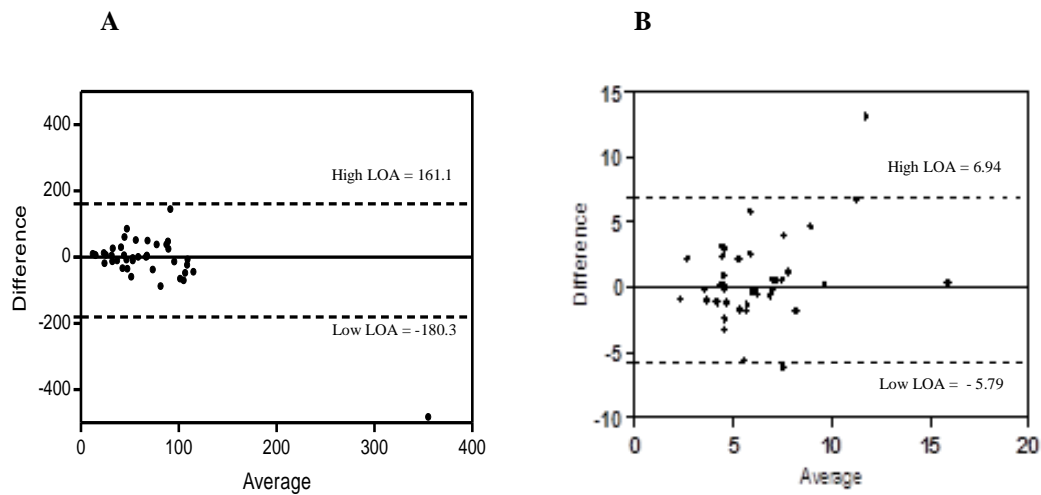 A
400
200
0
-200
-400
Difference
High LOA = 161.1
Low LOA = -180.3
0
100
200
300
400
Average
B
15
10
5
0
-5
-10
Difference
High LOA = 6.94
Low LOA = - 5.79
0
5
10
15
20
Average